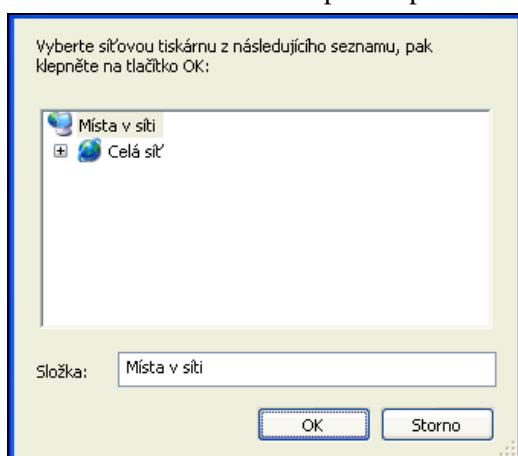 Vyberte síťovou tiskárnu z následujícího seznamu, pak
klepněte na tlačítko OK:
Místa v síti
Celá síť
Složka: Místa v síti
OK Storno